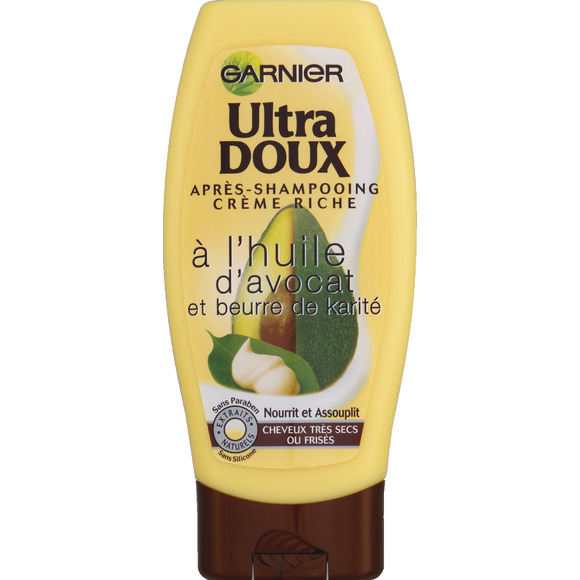 GARNIER
Ultra
DOUX
APRÈS-SHAMPOOING
CRÈME RICHE
à l'huile
d'avocat
et beurre de karité
Nourrit et Assouplit
CHEVEUX TRÈS SECS
OU FRISÉS
Sans Paraben
EXTRAITS
NATURELS
Sans Silicone